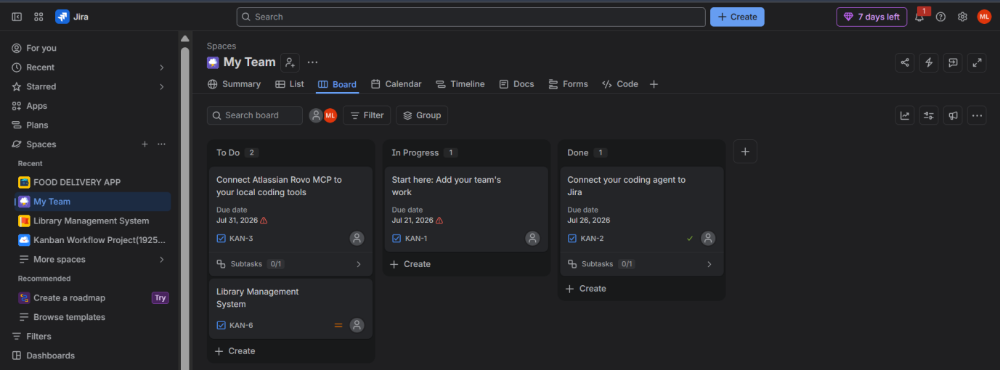 Jira
Search
Create
7 days left
1
ML
For you
Recent
Starred
Apps
Plans
Spaces
Recent
FOOD DELIVERY APP
My Team
Library Management System
Kanban Workflow Project(1925...
More spaces
Recommended
Create a roadmap
Try
Browse templates
Filters
Dashboards
Spaces
My Team
Summary
List
Board
Calendar
Timeline
Docs
Forms
Code
Search board
ML
Filter
Group
To Do 2
Connect Atlassian Rovo MCP to
your local coding tools
Due date
Jul 31, 2026
KAN-3
Subtasks 0/1
Library Management
System
KAN-6
Create
In Progress 1
Start here: Add your team's
work
Due date
Jul 21, 2026
KAN-1
Create
Done 1
Connect your coding agent to
Jira
Due date
Jul 26, 2026
KAN-2
Subtasks 0/1
Create